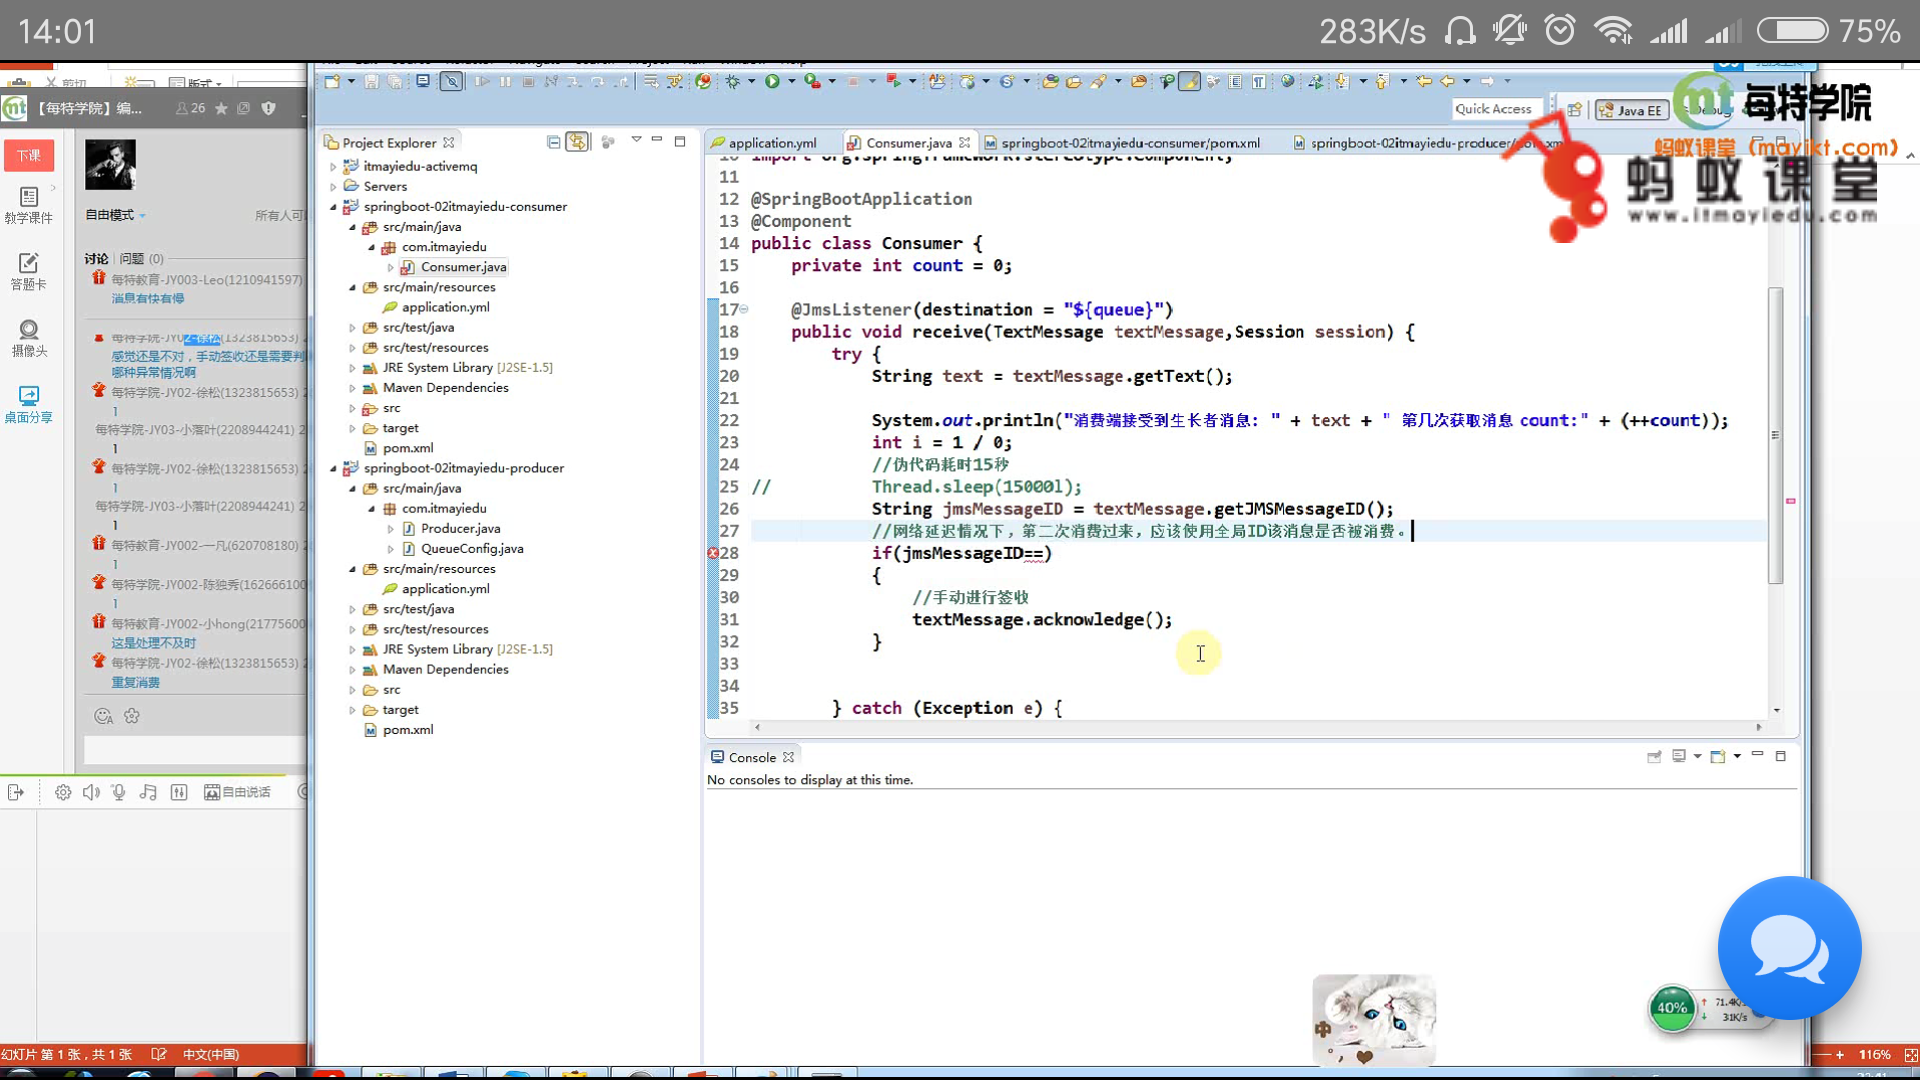 14:01
283K/s
75%
剪切
版式
【每特学院】编...
26
下课
教学课件
答题卡
摄像头
桌面分享
自由模式
所有人可
讨论 问题 (0)
每特教育-JY003-Leo(1210941597)
消息有快有慢
感觉还是不对，手动签收还是需要判
哪种异常情况啊
每特学院-JY02-徐松(1323815653) 2
1
每特学院-JY03-小落叶(2208944241) 2
1
每特学院-JY02-徐松(1323815653) 2
1
每特学院-JY03-小落叶(2208944241) 2
1
每特教育-JY002-一凡(620708180) 2
1
每特学院-JY002-陈独秀(162666100
1
每特教育-JY002-小hong(21775600
这是处理不及时
每特学院-JY02-徐松(1323815653) 2
重复消费
自由说话
幻灯片 第 1 张，共 1 张
中文(中国)
Quick Access
Java EE
Debug
每特学院
蚂蚁课堂（mayikt.com）
蚂蚁课堂
www.itmayiedu.com
Project Explorer
itmayiedu-activemq
Servers
springboot-02itmayiedu-consumer
src/main/java
com.itmayiedu
Consumer.java
src/main/resources
application.yml
src/test/java
src/test/resources
JRE System Library [J2SE-1.5]
Maven Dependencies
src
target
pom.xml
springboot-02itmayiedu-producer
src/main/java
com.itmayiedu
Producer.java
QueueConfig.java
src/main/resources
application.yml
src/test/java
src/test/resources
JRE System Library [J2SE-1.5]
Maven Dependencies
src
target
pom.xml
application.yml
Consumer.java
springboot-02itmayiedu-consumer/pom.xml
springboot-02itmayiedu-producer/pom.xml
10 import org.springframework.stereotype.Component;
11
12 @SpringBootApplication
13 @Component
14 public class Consumer {
15 private int count = 0;
16
17 @JmsListener(destination = "${queue}")
18 public void receive(TextMessage textMessage,Session session) {
19 try {
20 String text = textMessage.getText();
21
22 System.out.println("消费端接受到生长者消息: " + text + " 第几次获取消息 count:" + (++count));
23 int i = 1 / 0;
24 //伪代码耗时15秒
25 // Thread.sleep(15000l);
26 String jmsMessageID = textMessage.getJMSMessageID();
27 //网络延迟情况下，第二次消费过来，应该使用全局ID该消息是否被消费。
28 if(jmsMessageID==)
29 {
30 //手动进行签收
31 textMessage.acknowledge();
32 }
33
34
35 } catch (Exception e) {
Console
No consoles to display at this time.
中
40%
71.4K/s
31K/s
116%